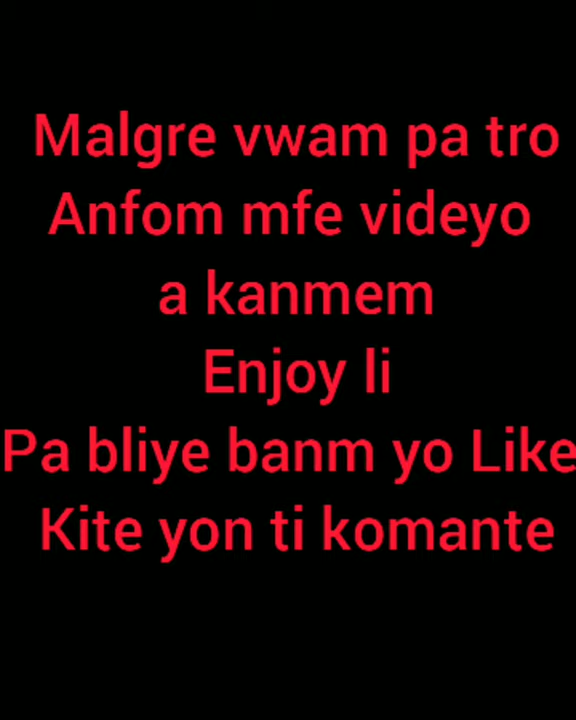 Malgre vwam pa tro
Anfom mfe videyo
a kanmem
Enjoy li
Pa bliye banm yo Like
Kite yon ti komante